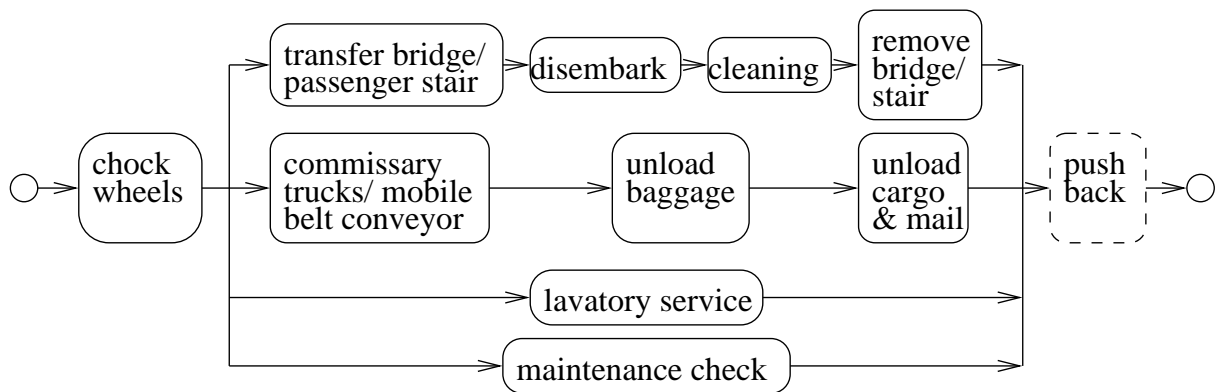 transfer bridge/
passenger stair
disembark
cleaning
remove
bridge/
stair
chock
wheels
commissary
trucks/ mobile
belt conveyor
unload
baggage
unload
cargo
& mail
push
back
lavatory service
maintenance check